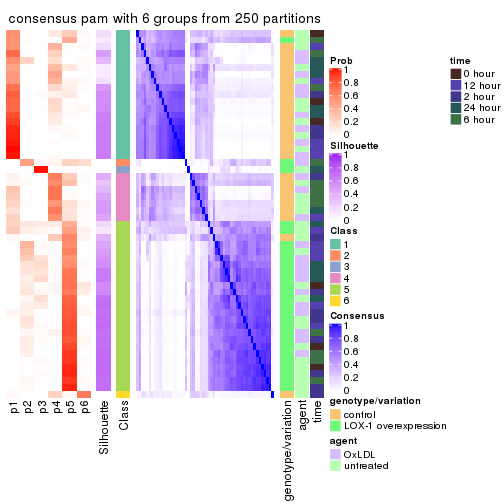 consensus pam with 6 groups from 250 partitions
Prob
1
0.8
0.6
0.4
0.2
0
time
0 hour
12 hour
2 hour
24 hour
6 hour
Silhouette
1
0.8
0.6
0.4
0.2
0
Class
1
2
3
4
5
6
Consensus
1
0.8
0.6
0.4
0.2
0
genotype/variation
control
LOX-1 overexpression
agent
OxLDL
untreated
p1
p2
p3
p4
p5
p6
Silhouette
Class
genotype/variation
agent
time